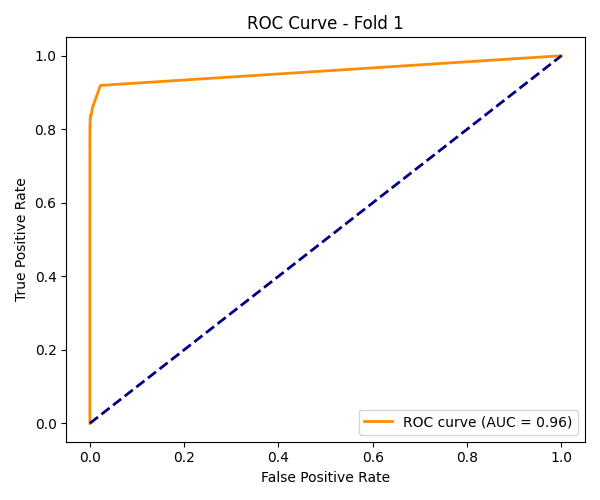 ROC Curve - Fold 1
True Positive Rate
1.0
0.8
0.6
0.4
0.2
0.0
ROC curve (AUC = 0.96)
0.0 0.2 0.4 0.6 0.8 1.0
False Positive Rate